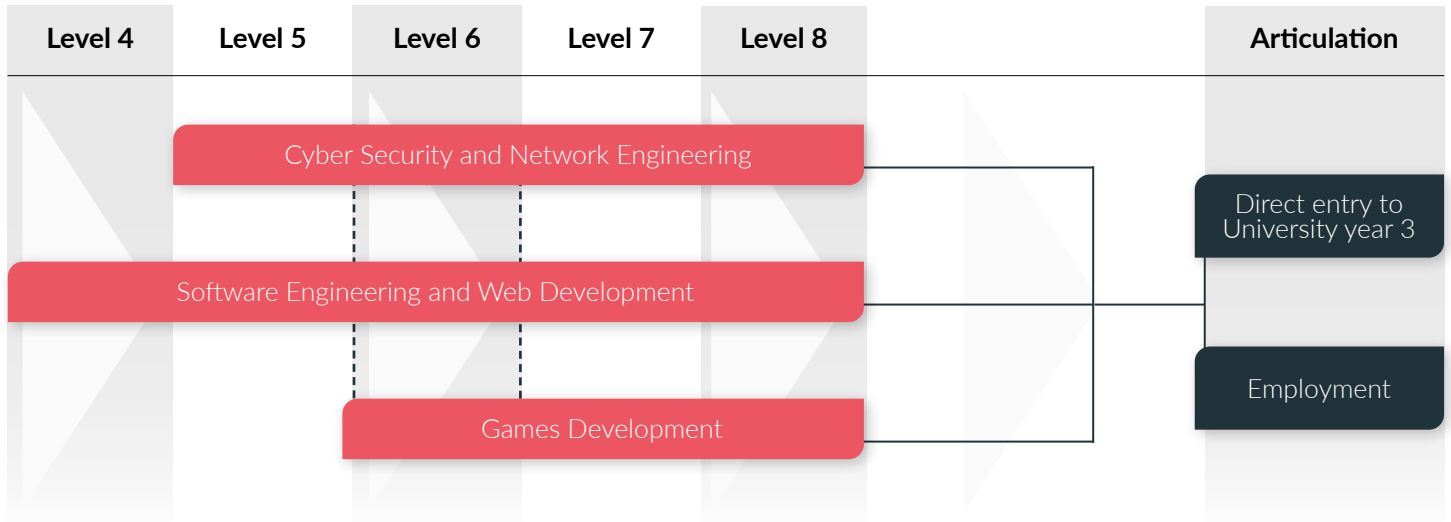 Level 4 Level 5 Level 6 Level 7 Level 8 Articulation
Cyber Security and Network Engineering
Direct entry to
University year 3
Software Engineering and Web Development
Employment
Games Development